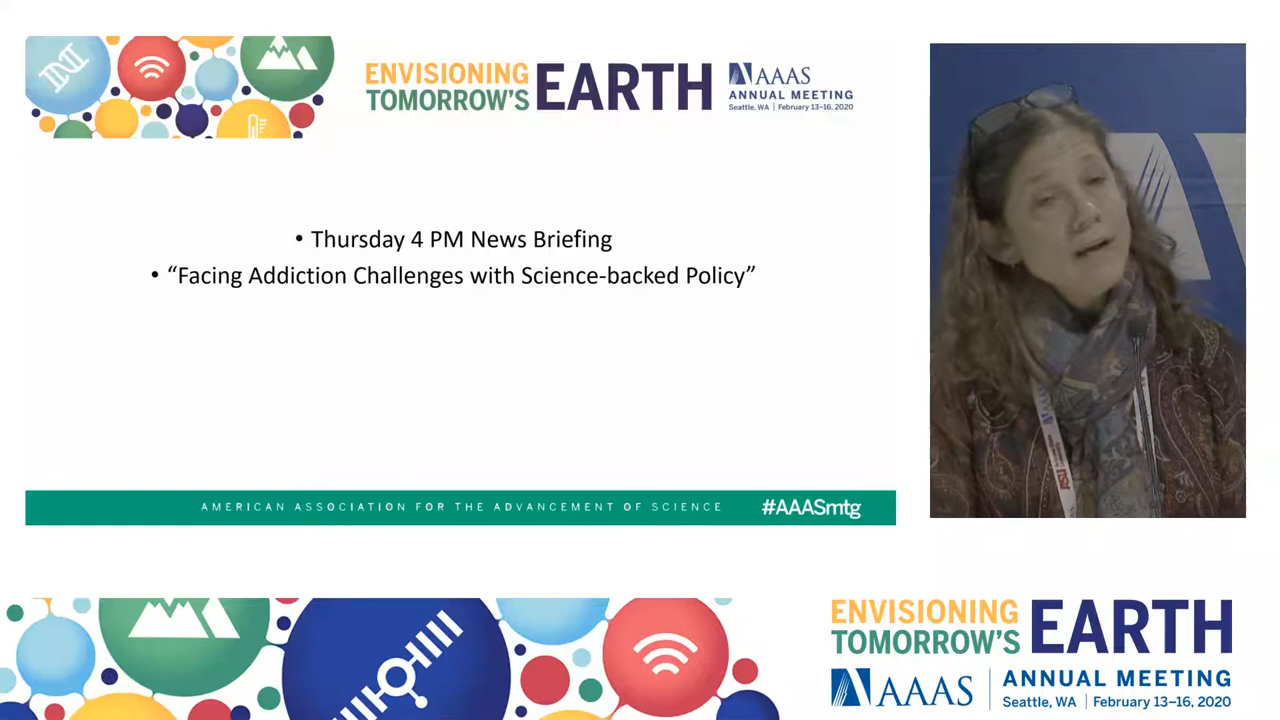 ENVISIONING
TOMORROW'S
EARTH
AAAS
ANNUAL MEETING
Seattle, WA | February 13–16, 2020
• Thursday 4 PM News Briefing
• “Facing Addiction Challenges with Science-backed Policy”
AMERICAN ASSOCIATION FOR THE ADVANCEMENT OF SCIENCE
#AAASmtg
ENVISIONING
TOMORROW'S
EARTH
AAAS
ANNUAL MEETING
Seattle, WA | February 13–16, 2020